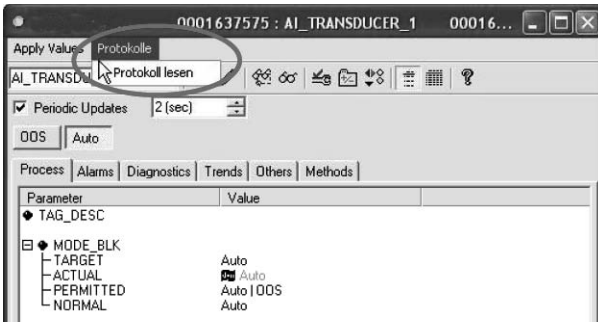 0001637575 : AI_TRANSDUCER_1 00016...
Apply Values Protokolle
AI_TRANSDU
Protokoll lesen
Periodic Updates 2 (sec)
OOS Auto
Process Alarms Diagnostics Trends Others Methods
Parameter Value
TAG_DESC
MODE_BLK
TARGET Auto
ACTUAL Auto
PERMITTED Auto | OOS
NORMAL Auto